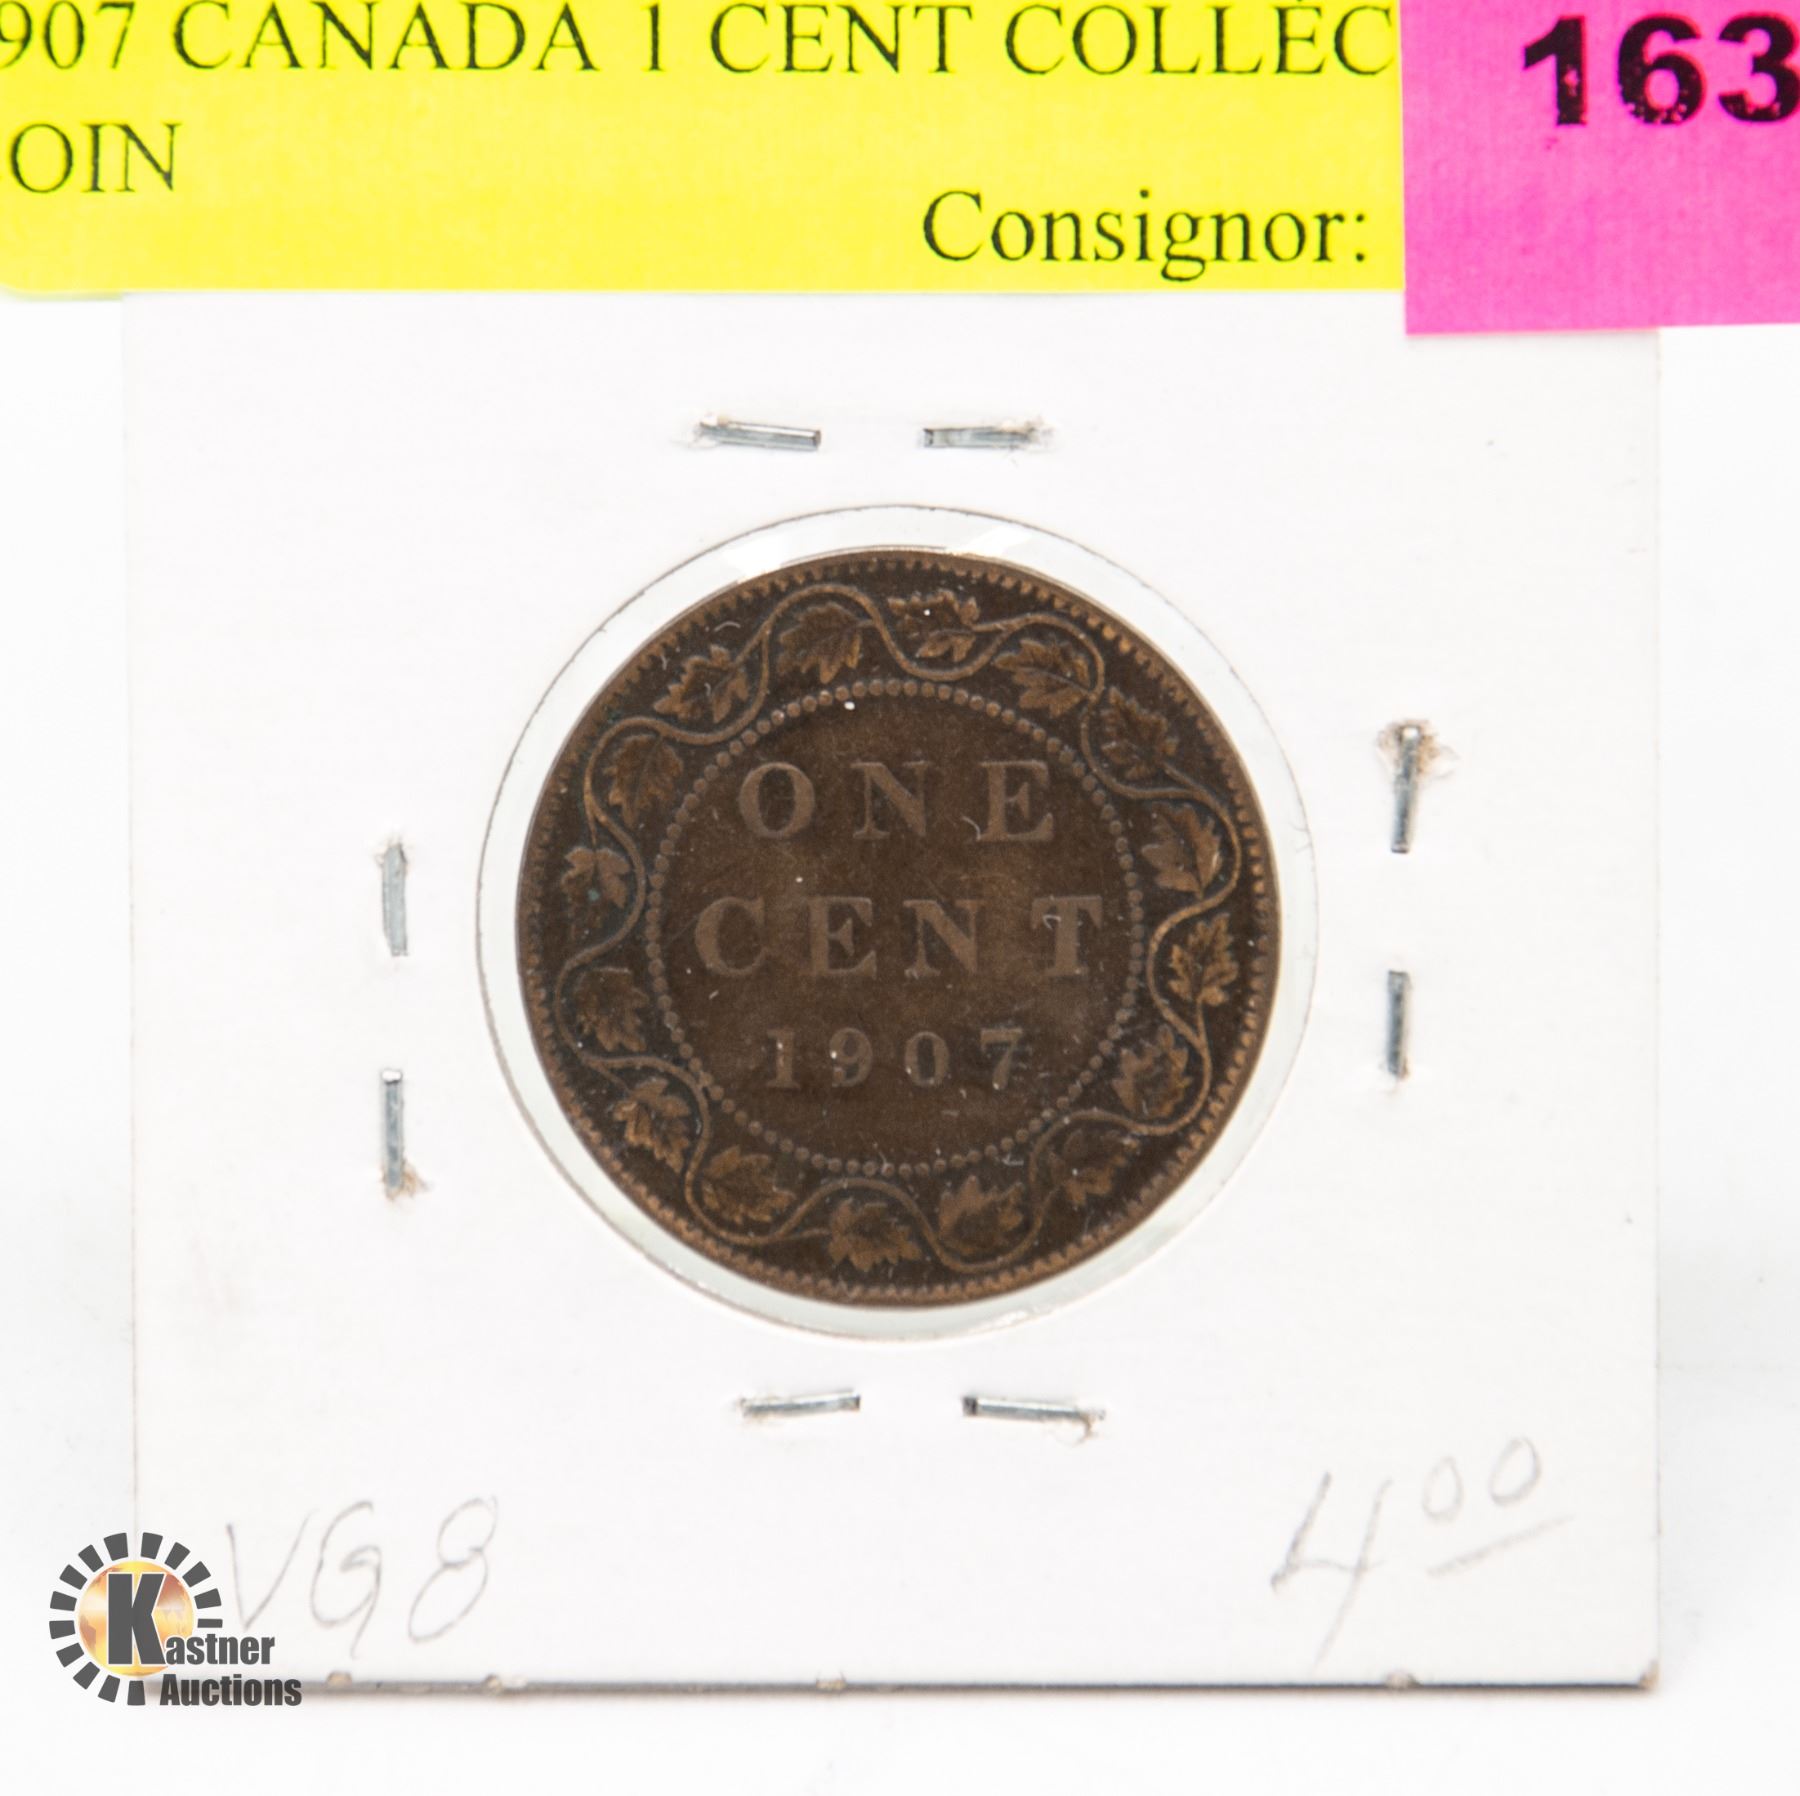 907 CANADA 1 CENT COLLEC
OIN
Consignor:
163
ONE
CENT
1907
VG8
4.00
Kastner
Auctions